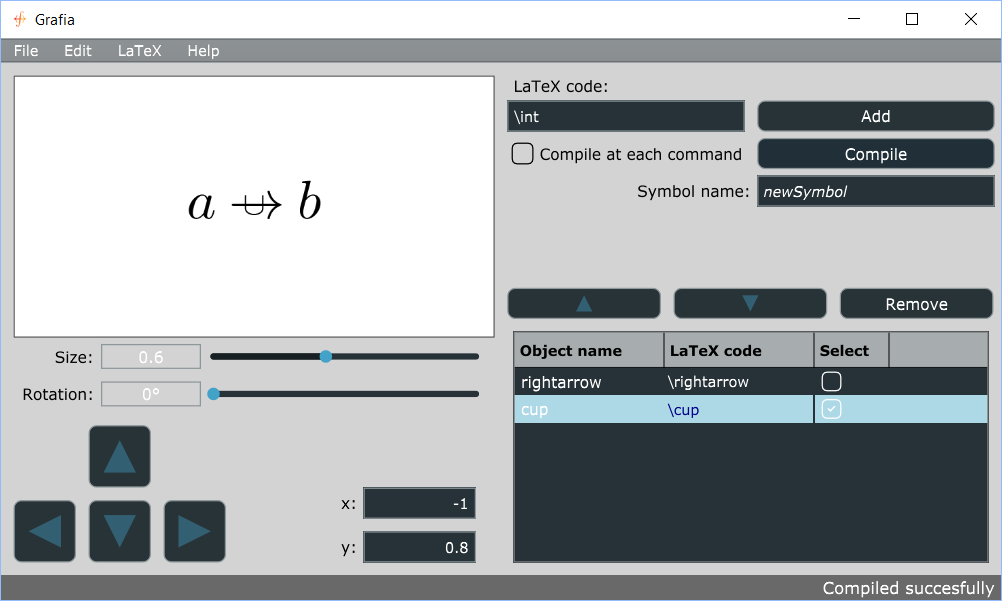 Grafia
File Edit LaTeX Help
a b
LaTeX code:
\int Add
Compile at each command Compile
Symbol name: newSymbol
Remove
Size: 0.6
Rotation: 0°
x: -1
y: 0.8
Object name LaTeX code Select
rightarrow \rightarrow
cup \cup
Compiled succesfully